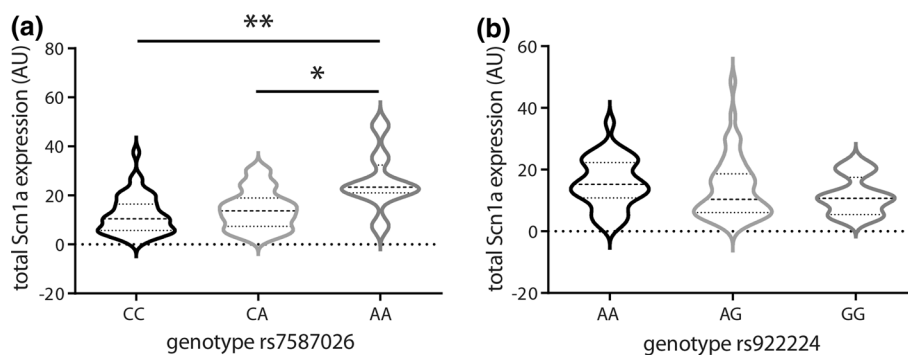 (a)
**
*
total Scn1a expression (AU)
80
60
40
20
0
-20
CC
CA
AA
genotype rs7587026
(b)
total Scn1a expression (AU)
60
40
20
0
-20
AA
AG
GG
genotype rs922224